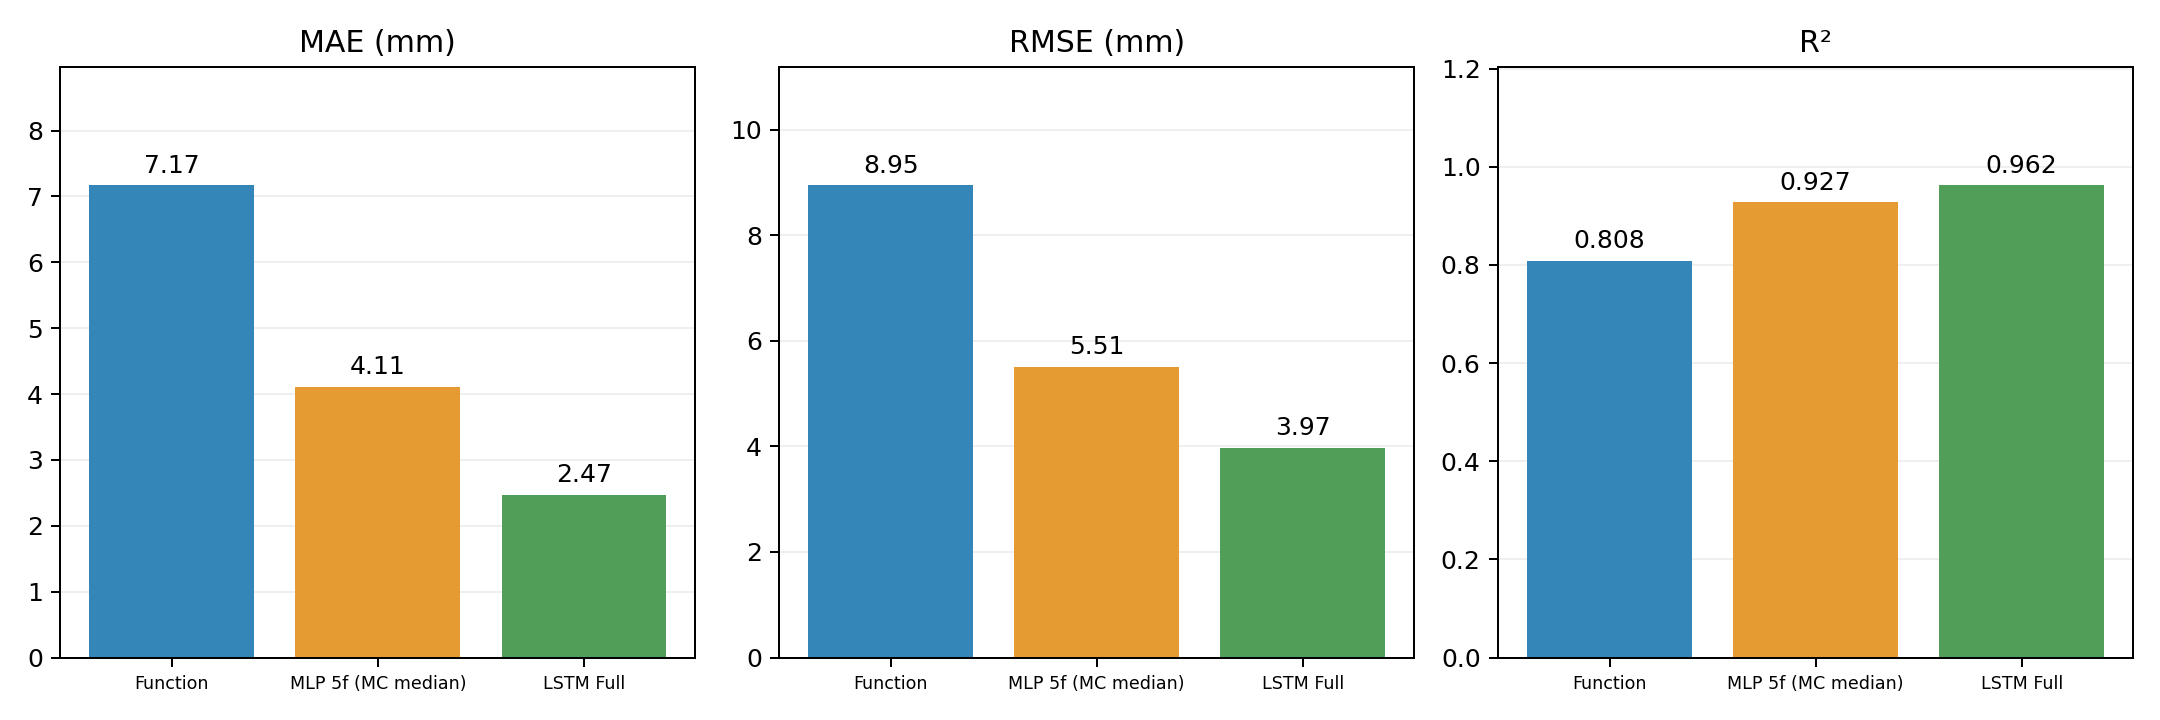 MAE (mm)
8
7
6
5
4
3
2
1
0
7.17
4.11
2.47
Function
MLP 5f (MC median)
LSTM Full
RMSE (mm)
10
8
6
4
2
0
8.95
5.51
3.97
Function
MLP 5f (MC median)
LSTM Full
R²
1.2
1.0
0.8
0.6
0.4
0.2
0.0
0.808
0.927
0.962
Function
MLP 5f (MC median)
LSTM Full